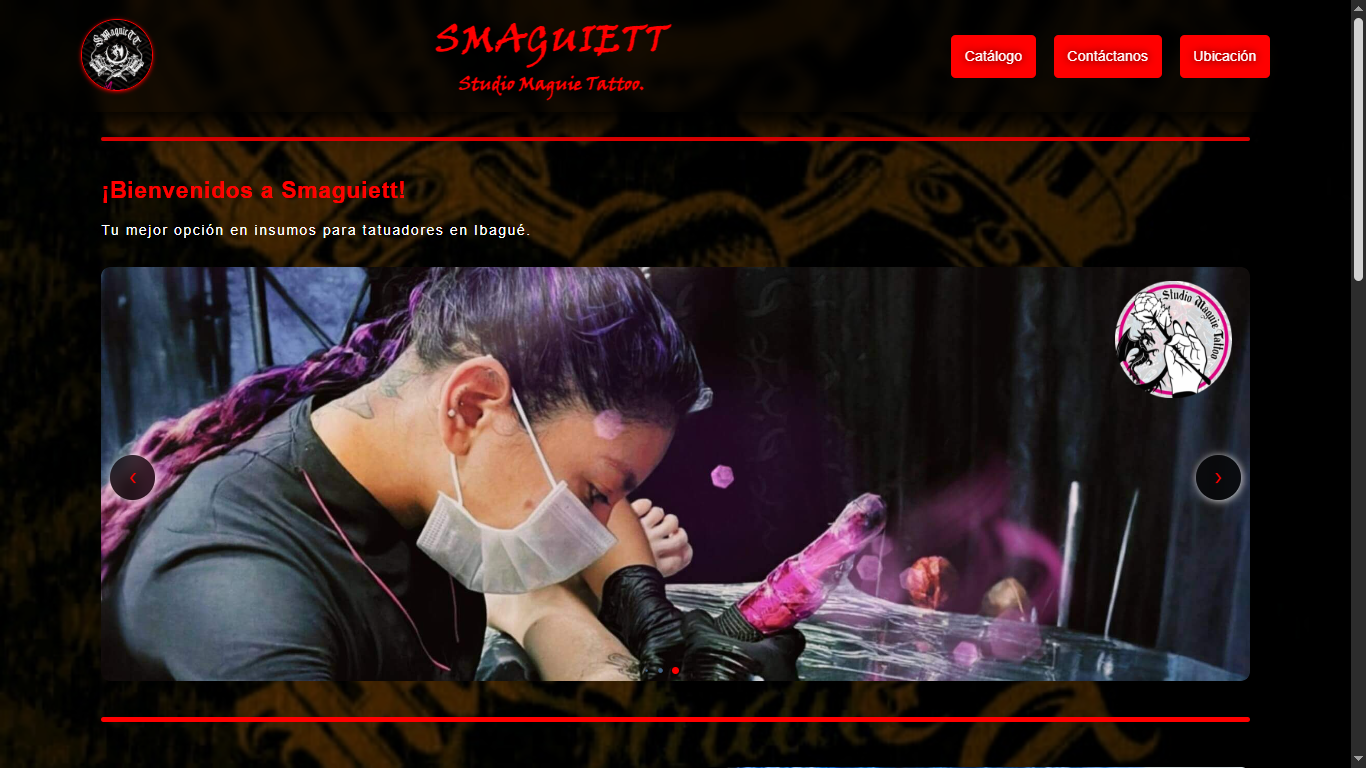 SMaguieTT
SMAGUIETT
Studio Maguie Tattoo.
Catálogo
Contáctanos
Ubicación
¡Bienvenidos a Smaguiett!
Tu mejor opción en insumos para tatuadores en Ibagué.
Studio Maguie Tattoo
‹
›